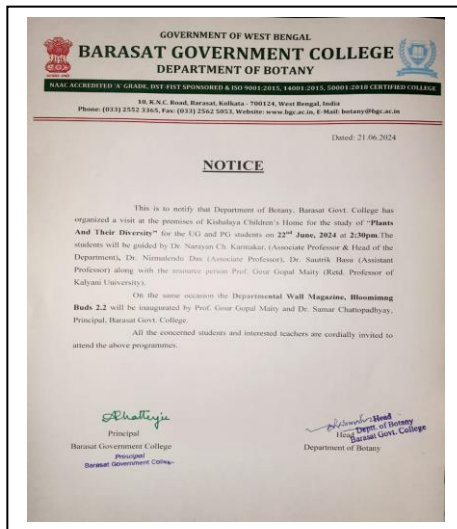 GOVERNMENT OF WEST BENGAL
BARASAT GOVERNMENT COLLEGE
DEPARTMENT OF BOTANY
NAAC ACCREDITED 'A' GRADE, DST-FIST SPONSORED & ISO 9001:2015, 14001:2015, 50001:2018 CERTIFIED COLLEGE
10, K.N.C. Road, Barasat, Kolkata - 700124, West Bengal, India
Phone: (033) 2552 3365, Fax: (033) 2562 5053, Website: www.bgc.ac.in, E-Mail: botany@bgc.ac.in
Dated: 21.06.2024
NOTICE
This is to notify that Department of Botany, Barasat Govt. College has
organized a visit at the premises of Kishalaya Children's Home for the study of "Plants
And Their Diversity" for the UG and PG students on 22nd June, 2024 at 2:30pm.The
students will be guided by Dr. Narayan Ch. Karmakar, (Associate Professor & Head of the
Department), Dr. Nirmalendu Das (Associate Professor), Dr. Sautrik Basu (Assistant
Professor) along with the resource person Prof. Gour Gopal Maity (Retd. Professor of
Kalyani University).
On the same occasion the Departmental Wall Magazine, Bloomimng
Buds 2.2 will be inaugurated by Prof. Gour Gopal Maity and Dr. Samar Chattopadhyay,
Principal, Barasat Govt. College.
All the concerned students and interested teachers are cordially invited to
attend the above programmes.
Principal
Barasat Government College
Principal
Barasat Government College
Head
Head
Deptt. of Botany
Barasat Govt. College
Department of Botany